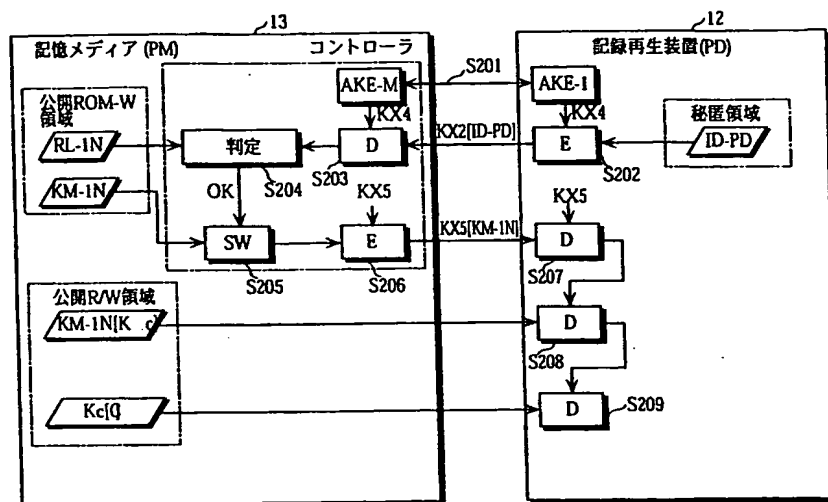 13
12
記憶メディア(PM)
コントローラ
記録再生装置(PD)
公開ROM-W
領域
RL-1N
KM-1N
AKE-M
S201
AKE-1
KX4
KX4
秘匿領域
ID-PD
判定
D
KX2[ID-PD]
E
S204
S203
S202
OK
KX5
KX5
SW
E
KX5[KM-1N]
D
S205
S206
S207
公開R/W領域
KM-1N[K c]
D
S208
Kc[]
D
S209